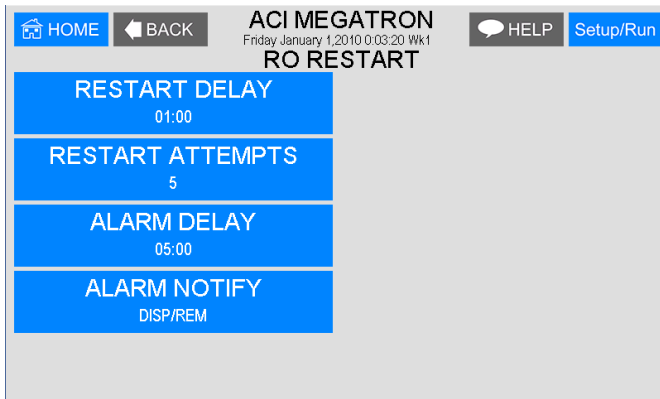 HOME
BACK
ACI MEGATRON
Friday January 1,2010 0:03:20 Wk1
RO RESTART
HELP
Setup/Run
RESTART DELAY
01:00
RESTART ATTEMPTS
5
ALARM DELAY
05:00
ALARM NOTIFY
DISP/REM